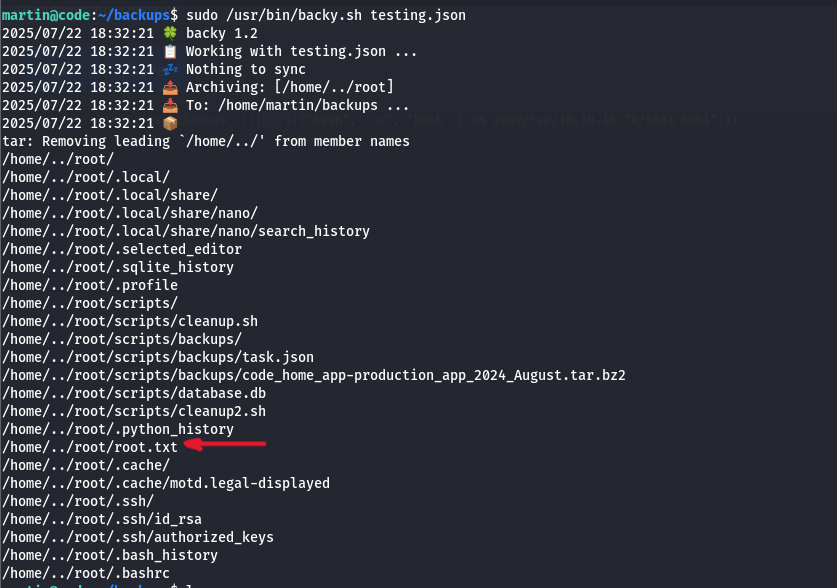 martin@code:~/backups$ sudo /usr/bin/backy.sh testing.json
2025/07/22 18:32:21 🍀 backy 1.2
2025/07/22 18:32:21 📋 Working with testing.json ...
2025/07/22 18:32:21 💤 Nothing to sync
2025/07/22 18:32:21 📤 Archiving: [/home/../root]
2025/07/22 18:32:21 📥 To: /home/martin/backups ...
2025/07/22 18:32:21 📦
tar: Removing leading `/home/../' from member names
/home/../root/
/home/../root/.local/
/home/../root/.local/share/
/home/../root/.local/share/nano/
/home/../root/.local/share/nano/search_history
/home/../root/.selected_editor
/home/../root/.sqlite_history
/home/../root/.profile
/home/../root/scripts/
/home/../root/scripts/cleanup.sh
/home/../root/scripts/backups/
/home/../root/scripts/backups/task.json
/home/../root/scripts/backups/code_home_app-production_app_2024_August.tar.bz2
/home/../root/scripts/database.db
/home/../root/scripts/cleanup2.sh
/home/../root/.python_history
/home/../root/root.txt
/home/../root/.cache/
/home/../root/.cache/motd.legal-displayed
/home/../root/.ssh/
/home/../root/.ssh/id_rsa
/home/../root/.ssh/authorized_keys
/home/../root/.bash_history
/home/../root/.bashrc